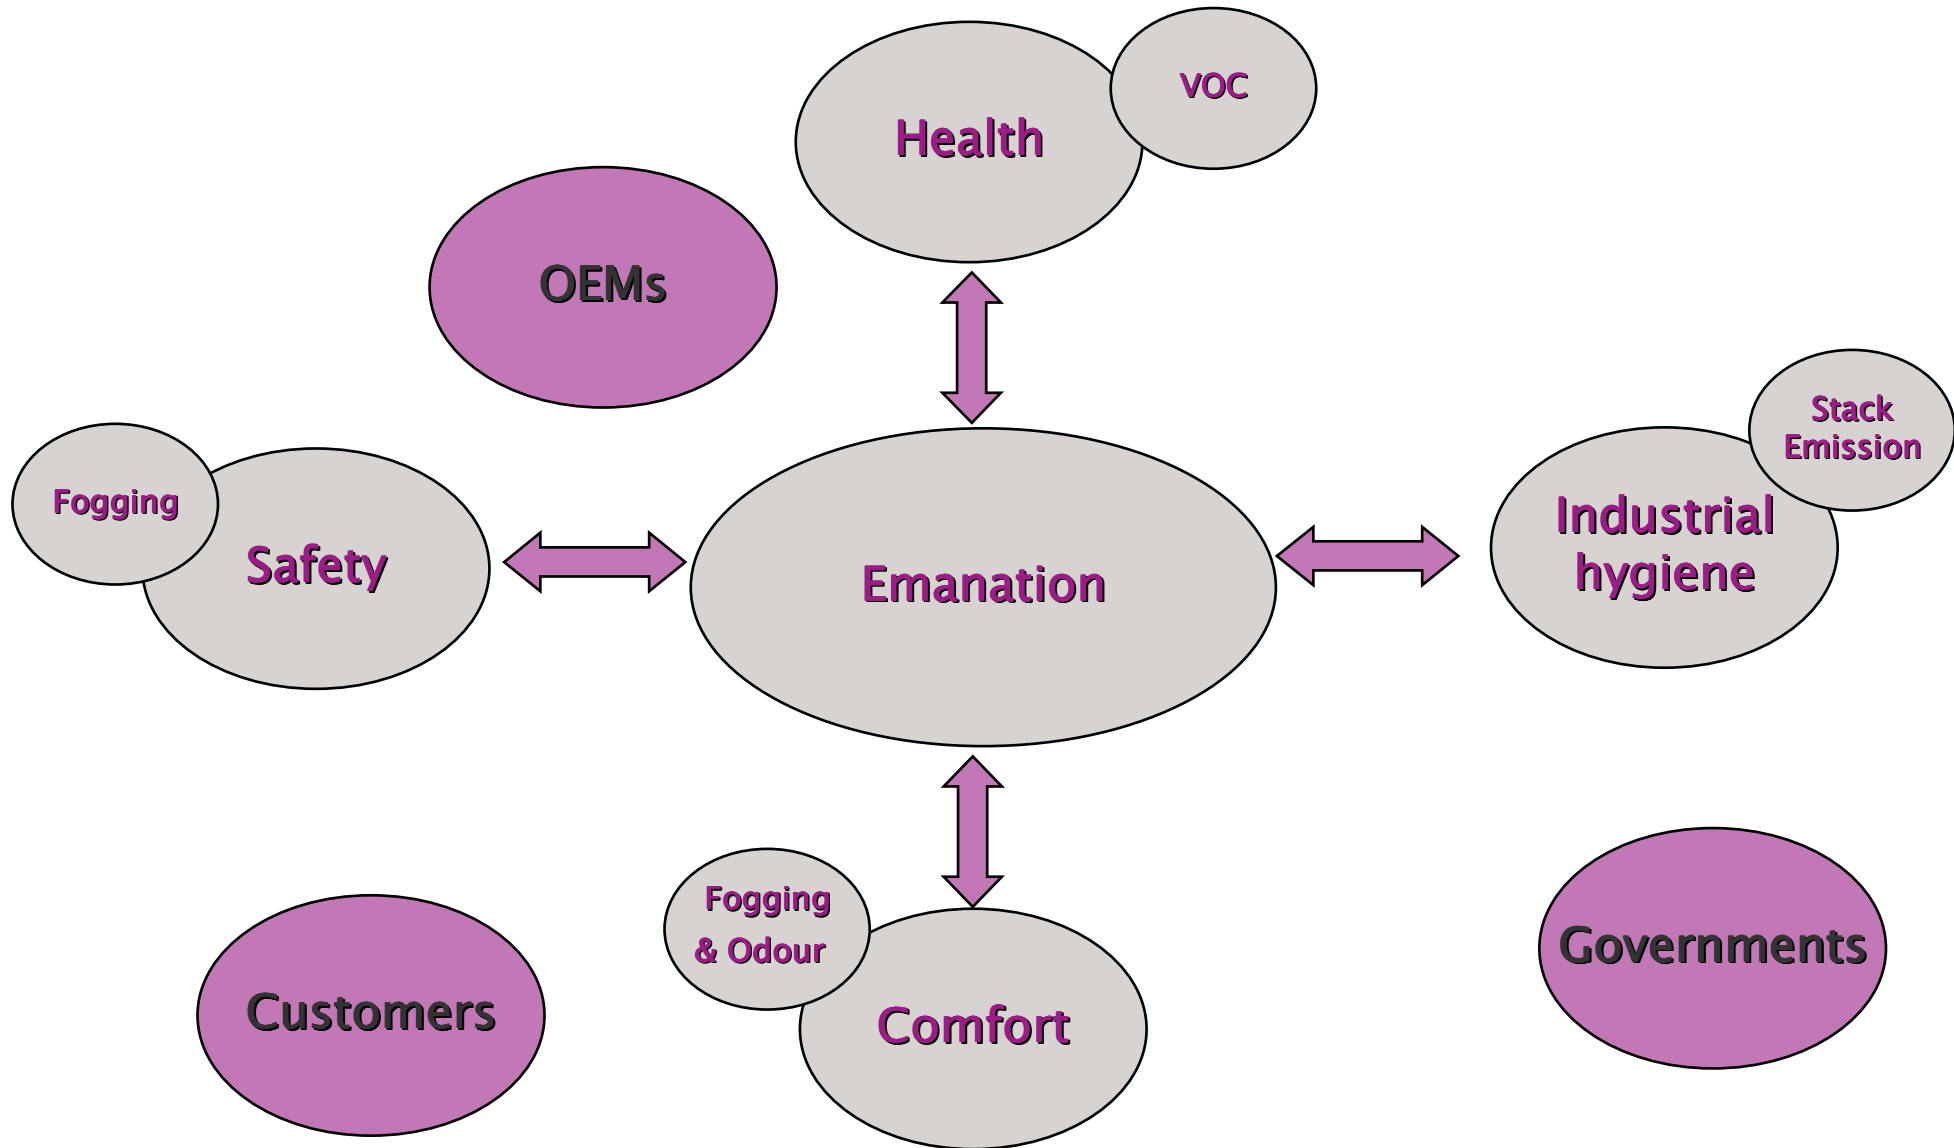 VOC
Health
OEMs
Stack
Emission
Fogging
Industrial
hygiene
Safety
Emanation
Fogging
& Odour
Governments
Customers
Comfort